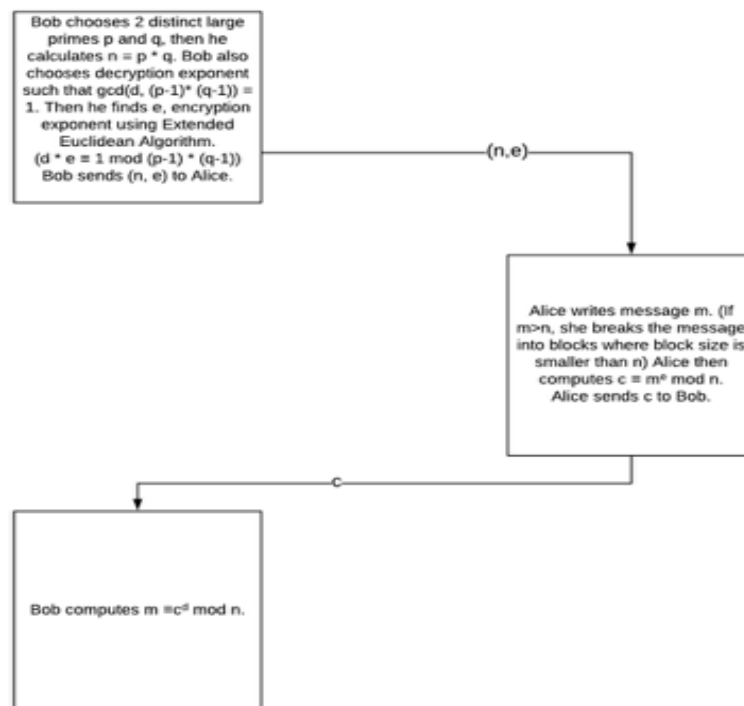 Bob chooses 2 distinct large
primes p and q, then he
calculates n = p * q. Bob also
chooses decryption exponent
such that gcd(d, (p-1)* (q-1)) =
1. Then he finds e, encryption
exponent using Extended
Euclidean Algorithm.
(d * e ≡ 1 mod (p-1) * (q-1))
Bob sends (n, e) to Alice.
(n,e)
Alice writes message m. (If
m>n, she breaks the message
into blocks where block size is
smaller than n) Alice then
computes c ≡ mᵉ mod n.
Alice sends c to Bob.
c
Bob computes m ≡cᵈ mod n.